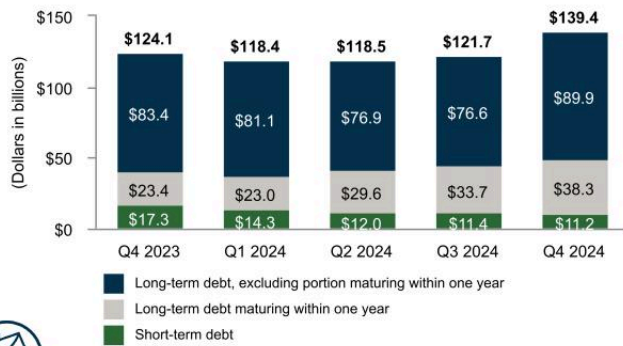 (Dollars in billions)
$150
$100
$50
$0
$124.1 $118.4 $118.5 $121.7 $139.4
$83.4 $81.1 $76.9 $76.6 $89.9
$23.4 $23.0 $29.6 $33.7 $38.3
$17.3 $14.3 $12.0 $11.4 $11.2
Q4 2023 Q1 2024 Q2 2024 Q3 2024 Q4 2024
Long-term debt, excluding portion maturing within one year
Long-term debt maturing within one year
Short-term debt